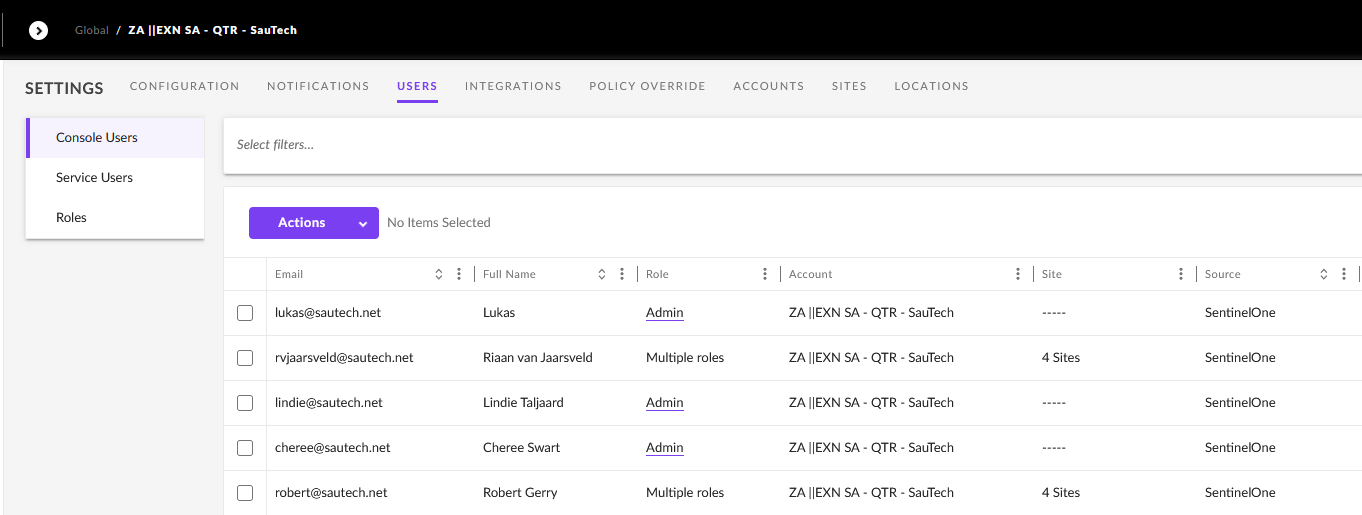 Global / ZA ||EXN SA - QTR - SauTech
SETTINGS CONFIGURATION NOTIFICATIONS USERS INTEGRATIONS POLICY OVERRIDE ACCOUNTS SITES LOCATIONS
Console Users
Service Users
Roles
Select filters...
Actions No Items Selected
Email Full Name Role Account Site Source
lukas@sautech.net Lukas Admin ZA ||EXN SA - QTR - SauTech ----- SentinelOne
rvjaarsveld@sautech.net Riaan van Jaarsveld Multiple roles ZA ||EXN SA - QTR - SauTech 4 Sites SentinelOne
lindie@sautech.net Lindie Taljaard Admin ZA ||EXN SA - QTR - SauTech ----- SentinelOne
cheree@sautech.net Cheree Swart Admin ZA ||EXN SA - QTR - SauTech ----- SentinelOne
robert@sautech.net Robert Gerry Multiple roles ZA ||EXN SA - QTR - SauTech 4 Sites SentinelOne